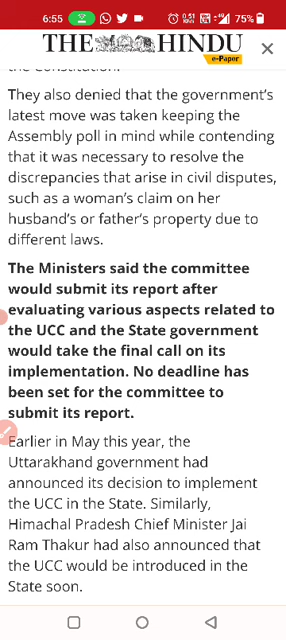 6:55
0.51
KB/S
4G
75%
THE HINDU
e-Paper
the Constitution.
They also denied that the government's
latest move was taken keeping the
Assembly poll in mind while contending
that it was necessary to resolve the
discrepancies that arise in civil disputes,
such as a woman's claim on her
husband's or father's property due to
different laws.
The Ministers said the committee
would submit its report after
evaluating various aspects related to
the UCC and the State government
would take the final call on its
implementation. No deadline has
been set for the committee to
submit its report.
Earlier in May this year, the
Uttarakhand government had
announced its decision to implement
the UCC in the State. Similarly,
Himachal Pradesh Chief Minister Jai
Ram Thakur had also announced that
the UCC would be introduced in the
State soon.